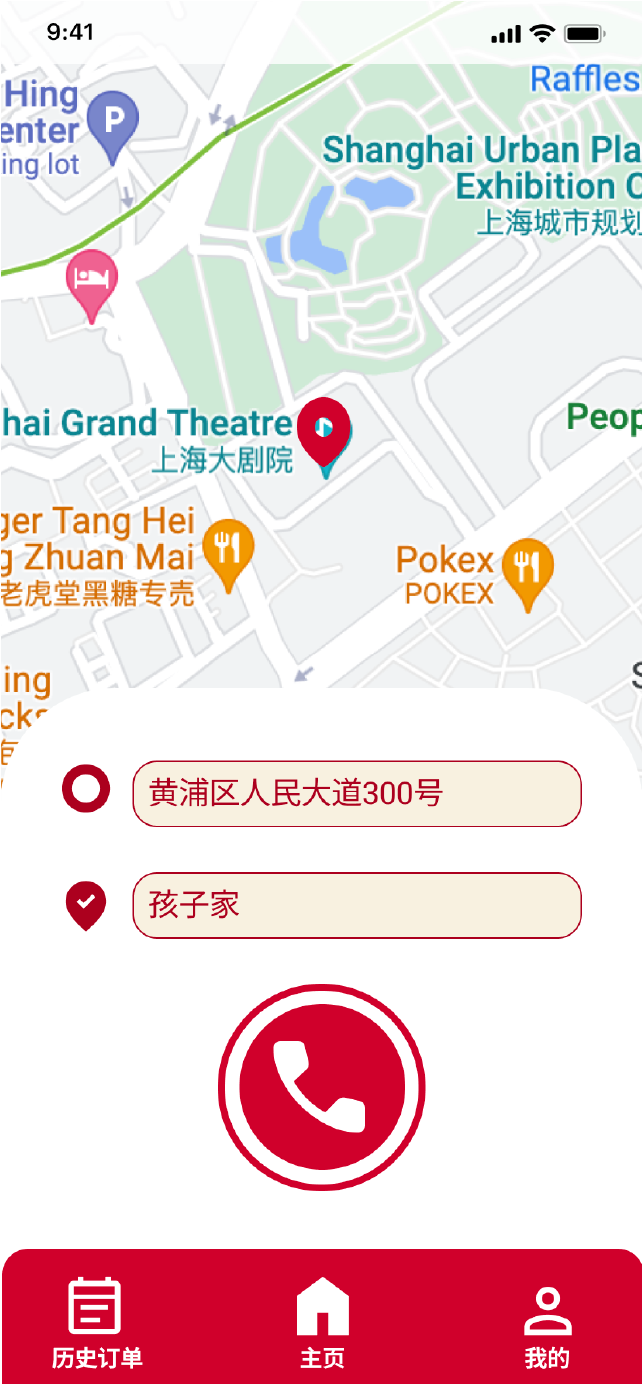 9:41
Raffles
Hing
enter
ing lot
P
Shanghai Urban Pla
Exhibition C
上海城市规划
hai Grand Theatre
上海大剧院
Peop
ger Tang Hei
g Zhuan Mai
老虎堂黑糖专壳
Pokex
POKEX
ing
cks
S
黄浦区人民大道300号
孩子家
历史订单
主页
我的